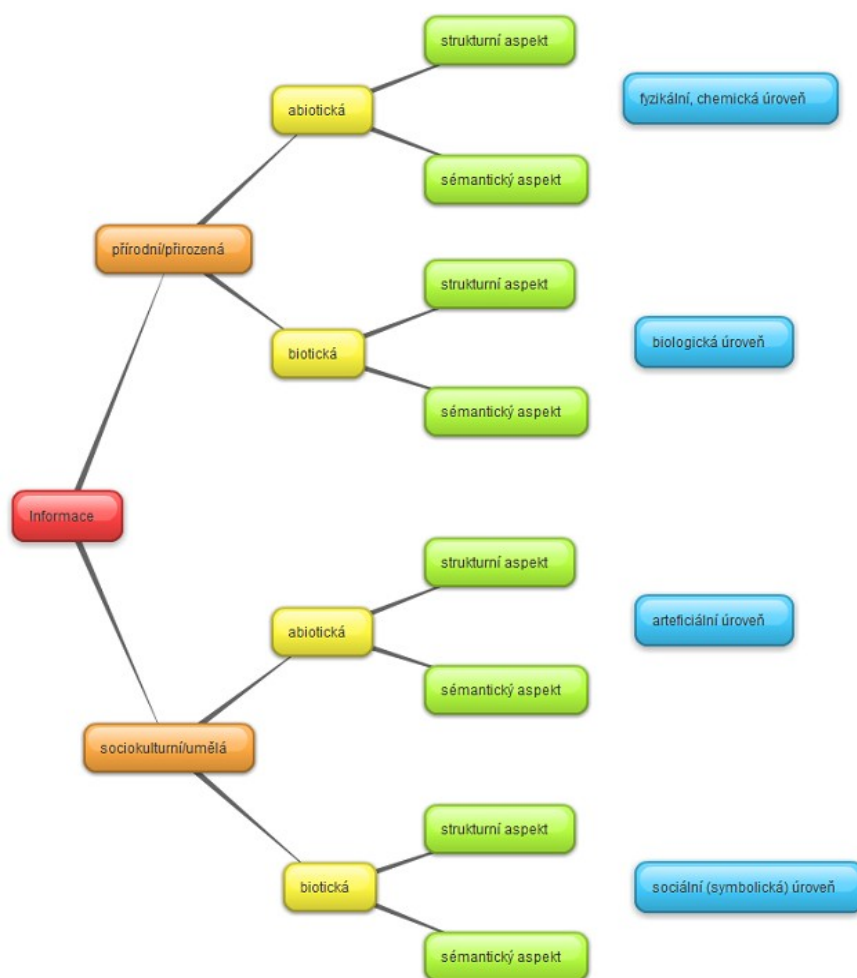 strukturní aspekt
abiotická
fyzikální, chemická úroveň
sémantický aspekt
přírodní/přirozená
strukturní aspekt
biotická
biologická úroveň
sémantický aspekt
Informace
strukturní aspekt
abiotická
arteficiální úroveň
sémantický aspekt
sociokulturní/umělá
strukturní aspekt
biotická
sociální (symbolická) úroveň
sémantický aspekt